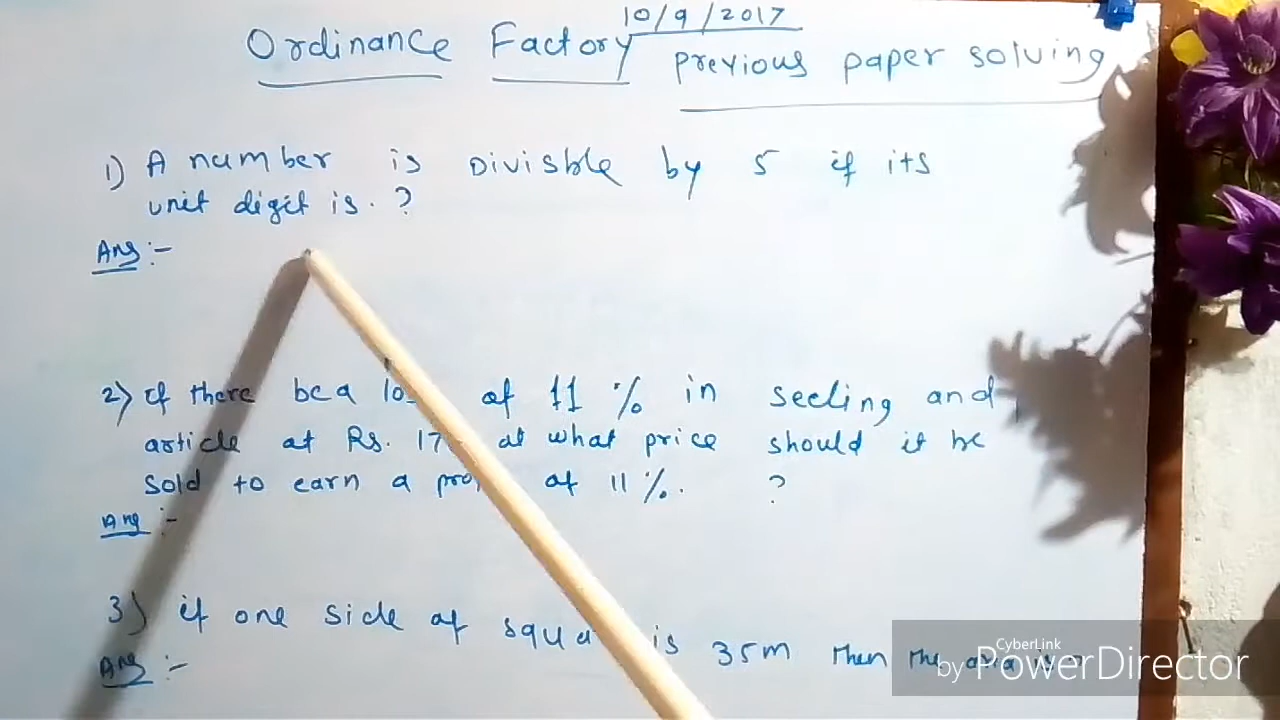 10/9/2017
Ordinance Factory
previous paper solving
1) A number is Divisble by 5 if its
unit digit is . ?
Ans :-
2) if there be a of 11 % in seeling and
article at Rs. at what price should it be
sold to earn a of 11 %. ?
Ans :-
3) if one side of is 35m then the
Ans :-
CyberLink
by PowerDirector